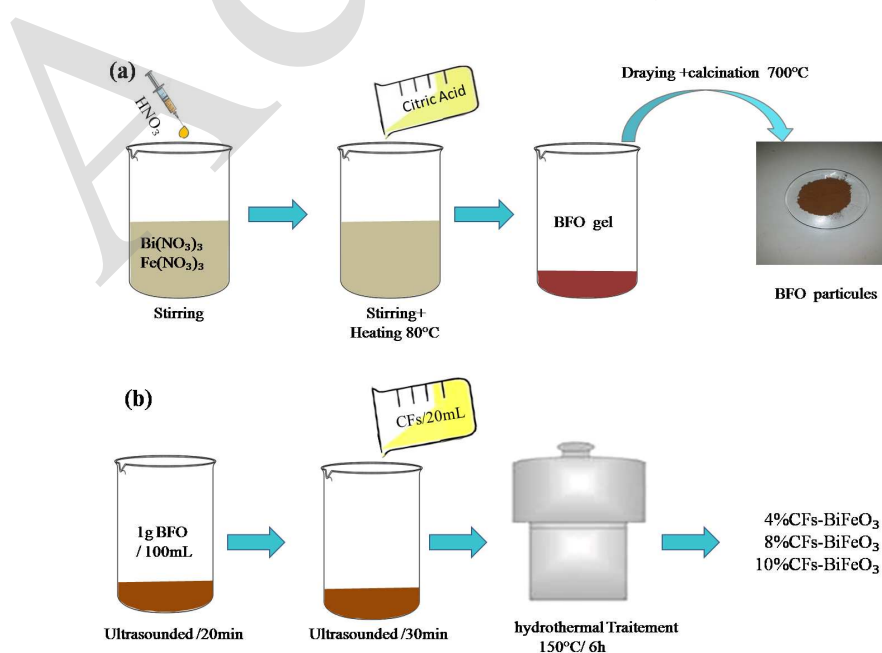 (a)
HNO₃
Citric Acid
Draying +calcination 700°C
Bi(NO₃)₃
Fe(NO₃)₃
BFO gel
Stirring
Stirring+
Heating 80°C
BFO particules
(b)
CFs/20mL
1g BFO
/ 100mL
4%CFs-BiFeO₃
8%CFs-BiFeO₃
10%CFs-BiFeO₃
Ultrasounded /20min
Ultrasounded /30min
hydrothermal Traitement
150°C/ 6h